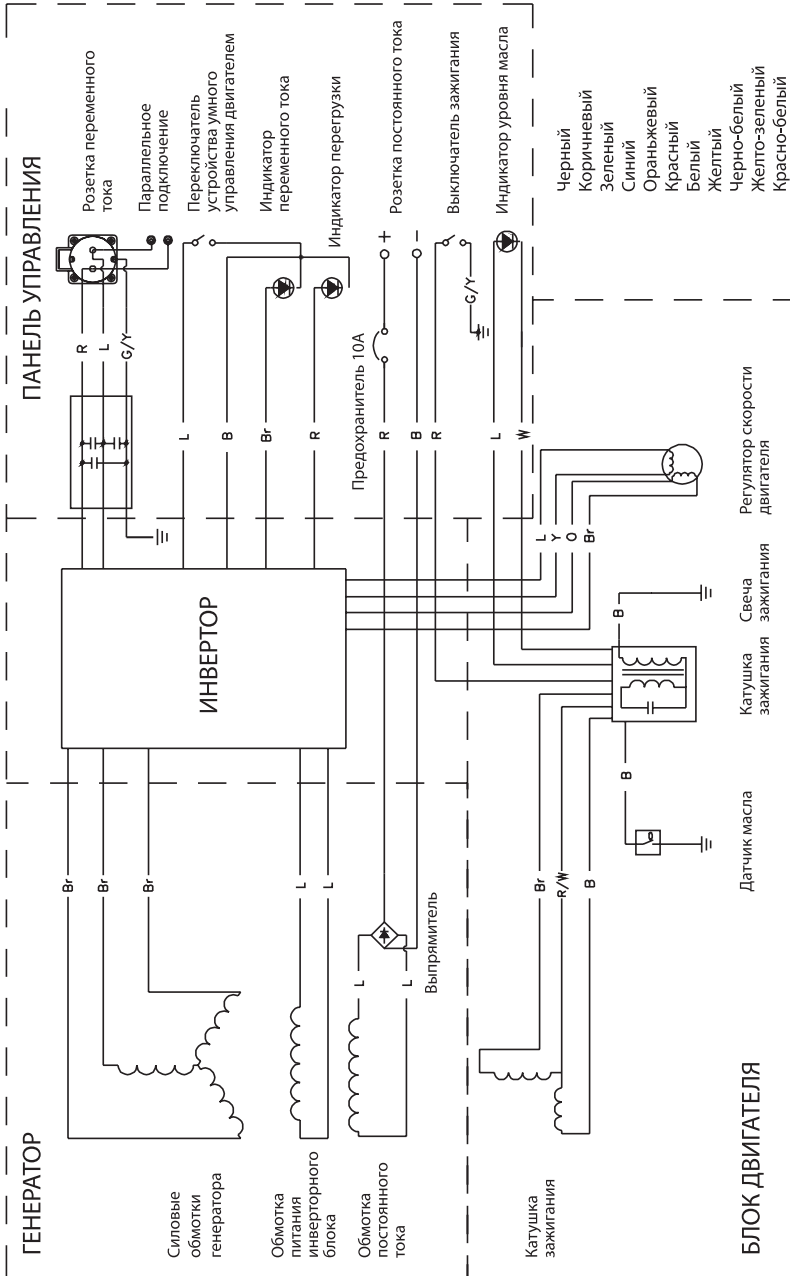 ПАНЕЛЬ УПРАВЛЕНИЯ
Розетка переменного
тока
Параллельное
подключение
Переключатель
устройства умного
управления двигателем
Индикатор
переменного тока
Индикатор перегрузки
Розетка постоянного тока
Выключатель зажигания
Индикатор уровня масла
+
−
R
L
G/Y
G/Y
Предохранитель 10А
L
B
Br
R
R
B
R
L
W
Черный
Коричневый
Зеленый
Синий
Ораньжевый
Красный
Белый
Желтый
Черно-белый
Желто-зеленый
Красно-белый
ИНВЕРТОР
L
Y
O
Br
Регулятор скорости
двигателя
B
Свеча
зажигания
Катушка
зажигания
B
Датчик масла
ГЕНЕРАТОР
Br
Br
Br
L
L
L
L
Выпрямитель
Br
R/W
B
Силовые
обмотки
генератора
Обмотка
питания
инверторного
блока
Обмотка
постоянного
тока
Катушка
зажигания
БЛОК ДВИГАТЕЛЯ